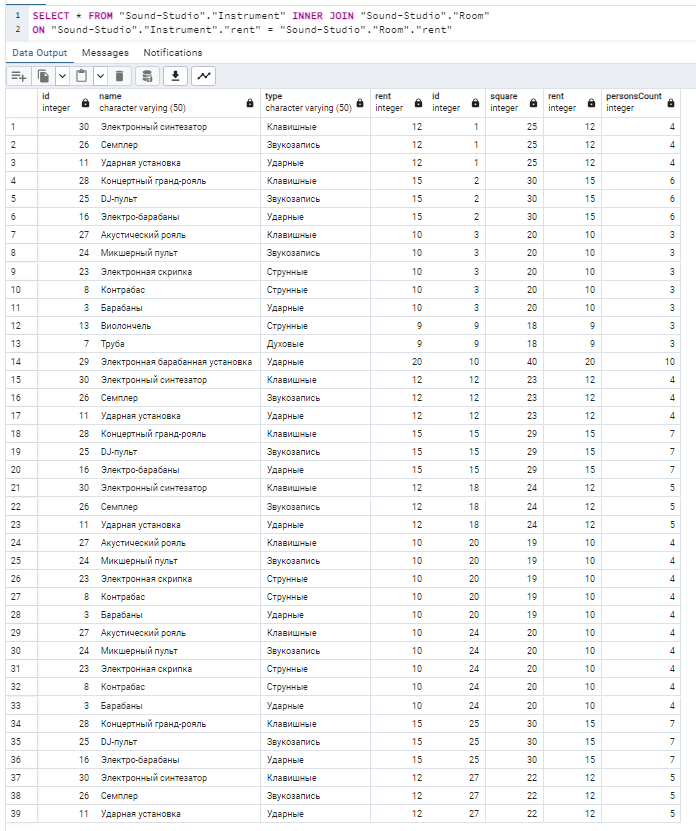 1 SELECT * FROM "Sound-Studio"."Instrument" INNER JOIN "Sound-Studio"."Room"
2 ON "Sound-Studio"."Instrument"."rent" = "Sound-Studio"."Room"."rent"
Data Output Messages Notifications
id name type rent id square rent personsCount
integer character varying (50) character varying (50) integer integer integer integer integer
1 30 Электронный синтезатор Клавишные 12 1 25 12 4
2 26 Семплер Звукозапись 12 1 25 12 4
3 11 Ударная установка Ударные 12 1 25 12 4
4 28 Концертный гранд-рояль Клавишные 15 2 30 15 6
5 25 DJ-пульт Звукозапись 15 2 30 15 6
6 16 Электро-барабаны Ударные 15 2 30 15 6
7 27 Акустический рояль Клавишные 10 3 20 10 3
8 24 Микшерный пульт Звукозапись 10 3 20 10 3
9 23 Электронная скрипка Струнные 10 3 20 10 3
10 8 Контрабас Струнные 10 3 20 10 3
11 3 Барабаны Ударные 10 3 20 10 3
12 13 Виолончель Струнные 9 9 18 9 3
13 7 Труба Духовые 9 9 18 9 3
14 29 Электронная барабанная установка Ударные 20 10 40 20 10
15 30 Электронный синтезатор Клавишные 12 12 23 12 4
16 26 Семплер Звукозапись 12 12 23 12 4
17 11 Ударная установка Ударные 12 12 23 12 4
18 28 Концертный гранд-рояль Клавишные 15 15 29 15 7
19 25 DJ-пульт Звукозапись 15 15 29 15 7
20 16 Электро-барабаны Ударные 15 15 29 15 7
21 30 Электронный синтезатор Клавишные 12 18 24 12 5
22 26 Семплер Звукозапись 12 18 24 12 5
23 11 Ударная установка Ударные 12 18 24 12 5
24 27 Акустический рояль Клавишные 10 20 19 10 4
25 24 Микшерный пульт Звукозапись 10 20 19 10 4
26 23 Электронная скрипка Струнные 10 20 19 10 4
27 8 Контрабас Струнные 10 20 19 10 4
28 3 Барабаны Ударные 10 20 19 10 4
29 27 Акустический рояль Клавишные 10 24 20 10 4
30 24 Микшерный пульт Звукозапись 10 24 20 10 4
31 23 Электронная скрипка Струнные 10 24 20 10 4
32 8 Контрабас Струнные 10 24 20 10 4
33 3 Барабаны Ударные 10 24 20 10 4
34 28 Концертный гранд-рояль Клавишные 15 25 30 15 7
35 25 DJ-пульт Звукозапись 15 25 30 15 7
36 16 Электро-барабаны Ударные 15 25 30 15 7
37 30 Электронный синтезатор Клавишные 12 27 22 12 5
38 26 Семплер Звукозапись 12 27 22 12 5
39 11 Ударная установка Ударные 12 27 22 12 5